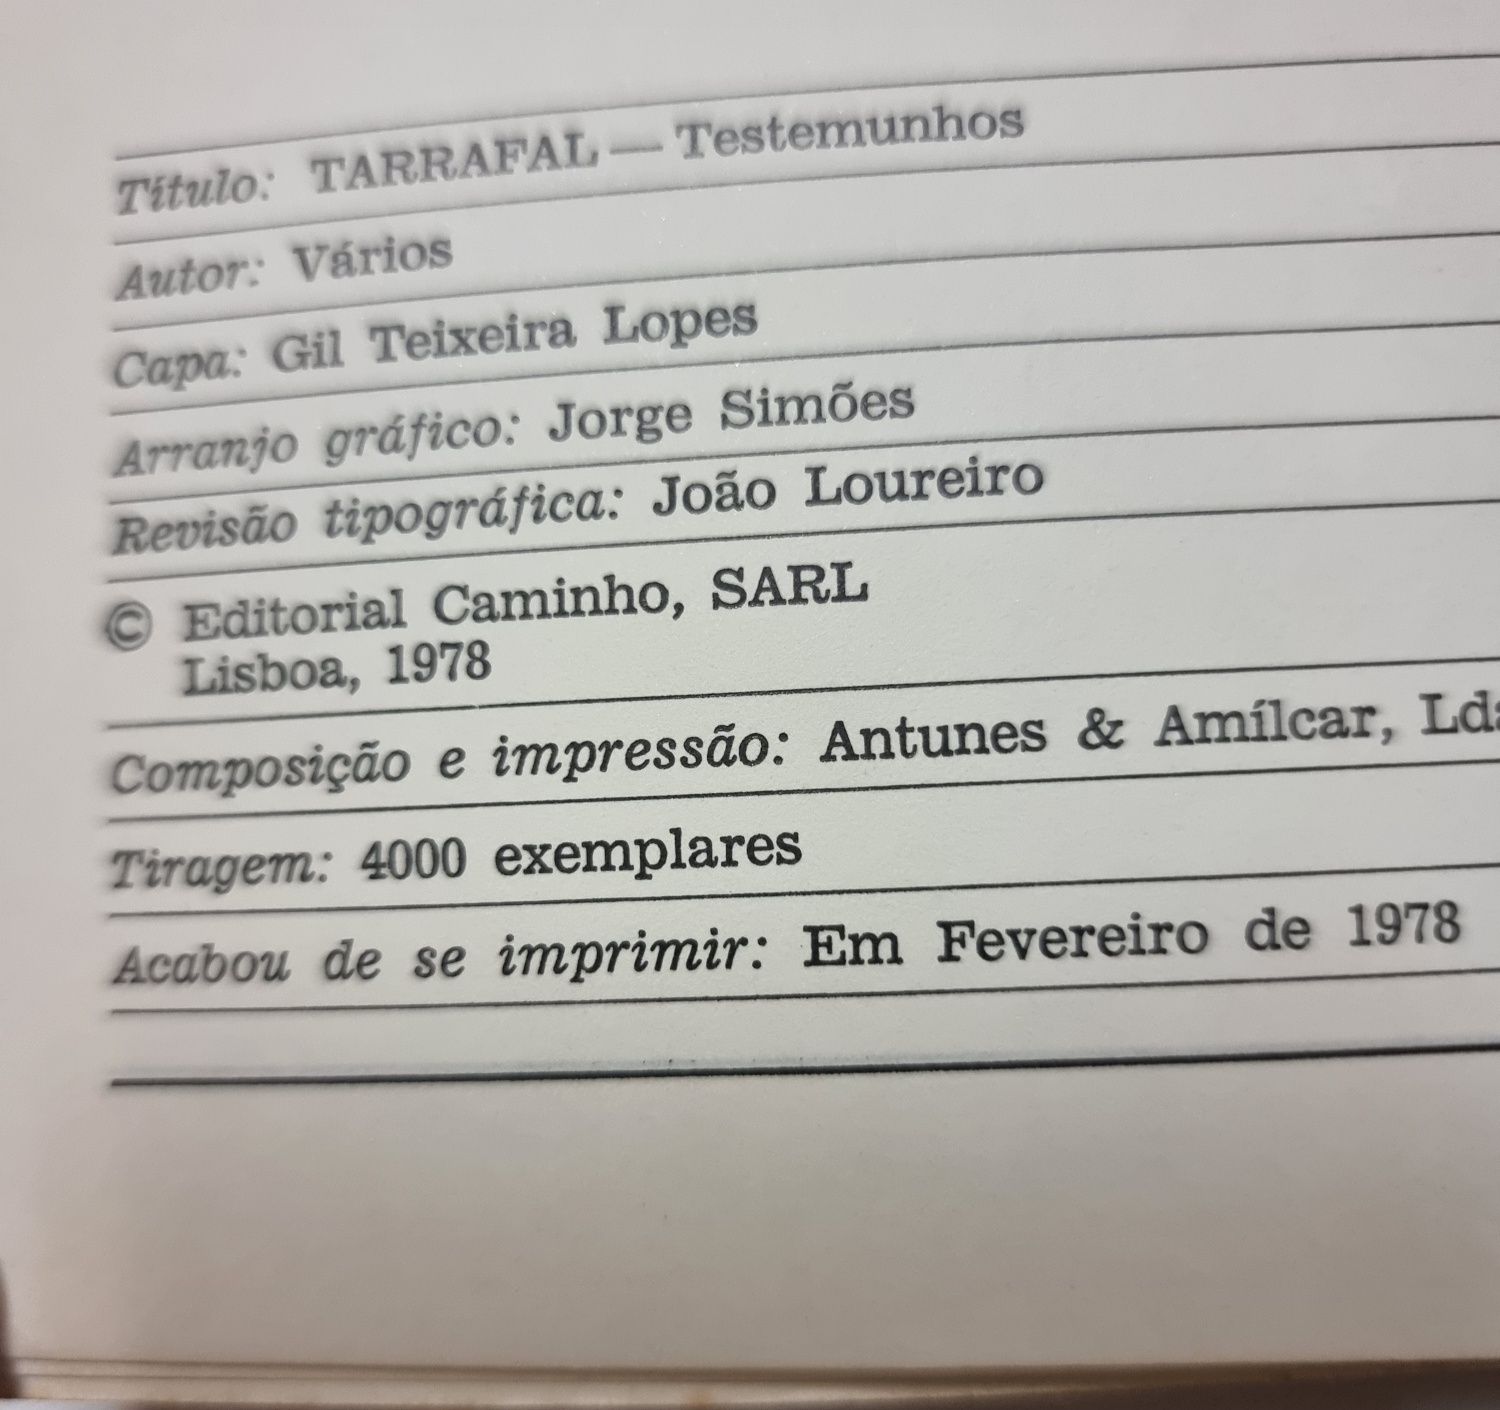 Título: TARRAFAL — Testemunhos
Autor: Vários
Capa: Gil Teixeira Lopes
Arranjo gráfico: Jorge Simões
Revisão tipográfica: João Loureiro
© Editorial Caminho, SARL
Lisboa, 1978
Composição e impressão: Antunes & Amílcar,
Tiragem: 4000 exemplares
Acabou de se imprimir: Em Fevereiro de 1978